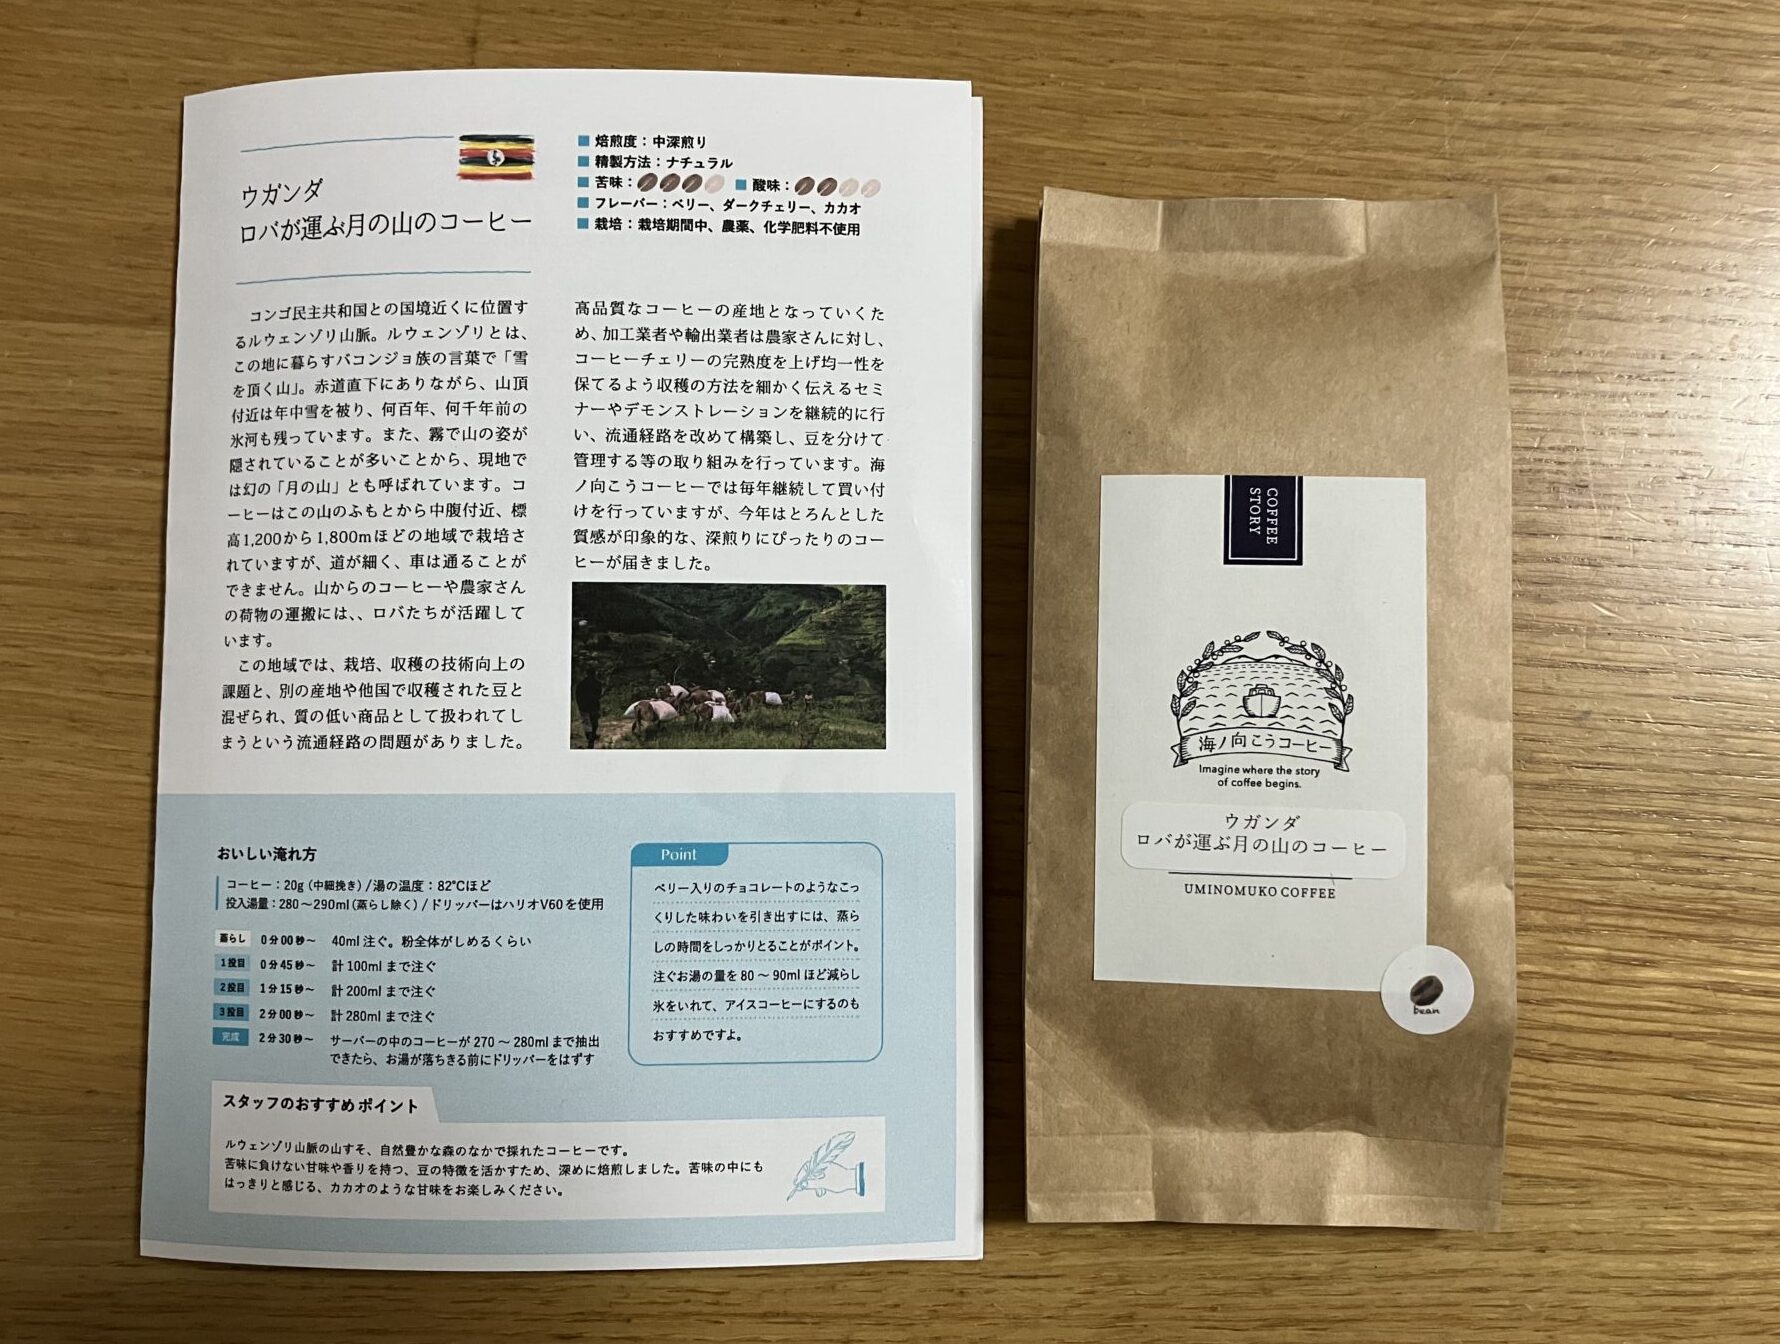 ウガンダ
ロバが運ぶ月の山のコーヒー
■ 焙煎度：中深煎り
■ 精製方法：ナチュラル
■ 苦味： ■ 酸味：
■ フレーバー：ベリー、ダークチェリー、カカオ
■ 栽培：栽培期間中、農薬、化学肥料不使用
コンゴ民主共和国との国境近くに位置す
るルウェンゾリ山脈。ルウェンゾリとは、
この地に暮らすバコンジョ族の言葉で「雪
を頂く山」。赤道直下にありながら、山頂
付近は年中雪を被り、何百年、何千年前の
氷河も残っています。また、霧で山の姿が
隠されていることが多いことから、現地で
は幻の「月の山」とも呼ばれています。コ
ーヒーはこの山のふもとから中腹付近、標
高1,200から1,800mほどの地域で栽培さ
れていますが、道が細く、車は通ることが
できません。山からのコーヒーや農家さん
の荷物の運搬には、、ロバたちが活躍して
います。
この地域では、栽培、収穫の技術向上の
課題と、別の産地や他国で収穫された豆と
混ぜられ、質の低い商品として扱われてし
まうという流通経路の問題がありました。
高品質なコーヒーの産地となっていくた
め、加工業者や輸出業者は農家さんに対し、
コーヒーチェリーの完熟度を上げ均一性を
保てるよう収穫の方法を細かく伝えるセミ
ナーやデモンストレーションを継続的に行
い、流通経路を改めて構築し、豆を分けて
管理する等の取り組みを行っています。海
ノ向こうコーヒーでは毎年継続して買い付
けを行っていますが、今年はとろんとした
質感が印象的な、深煎りにぴったりのコー
ヒーが届きました。
おいしい淹れ方
コーヒー：20g（中細挽き）/湯の温度：82℃ほど
投入湯量：280～290ml（蒸らし除く）/ドリッパーはハリオV60を使用
蒸らし 0分00秒～ 40ml注ぐ。粉全体がしめるくらい
1投目 0分45秒～ 計100mlまで注ぐ
2投目 1分15秒～ 計200mlまで注ぐ
3投目 2分00秒～ 計280mlまで注ぐ
完成 2分30秒～ サーバーの中のコーヒーが270～280mlまで抽出
できたら、お湯が落ちきる前にドリッパーをはずす
Point
ベリー入りのチョコレートのようなこっ
くりした味わいを引き出すには、蒸ら
しの時間をしっかりとることがポイント。
注ぐお湯の量を80～90mlほど減らし
氷をいれて、アイスコーヒーにするのも
おすすめですよ。
スタッフのおすすめポイント
ルウェンゾリ山脈の山すそ、自然豊かな森のなかで採れたコーヒーです。
苦味に負けない甘味や香りを持つ、豆の特徴を活かすため、深めに焙煎しました。苦味の中にも
はっきりと感じる、カカオのような甘味をお楽しみください。
COFFEE
STORY
海ノ向こうコーヒー
Imagine where the story
of coffee begins.
ウガンダ
ロバが運ぶ月の山のコーヒー
UMINOMUKO COFFEE
bean